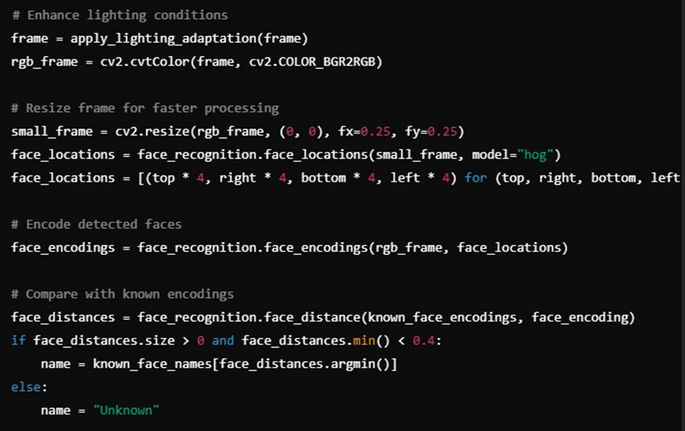 # Enhance lighting conditions
frame = apply_lighting_adaptation(frame)
rgb_frame = cv2.cvtColor(frame, cv2.COLOR_BGR2RGB)
# Resize frame for faster processing
small_frame = cv2.resize(rgb_frame, (0, 0), fx=0.25, fy=0.25)
face_locations = face_recognition.face_locations(small_frame, model="hog")
face_locations = [(top * 4, right * 4, bottom * 4, left * 4) for (top, right, bottom, left
# Encode detected faces
face_encodings = face_recognition.face_encodings(rgb_frame, face_locations)
# Compare with known encodings
face_distances = face_recognition.face_distance(known_face_encodings, face_encoding)
if face_distances.size > 0 and face_distances.min() < 0.4:
    name = known_face_names[face_distances.argmin()]
else:
    name = "Unknown"